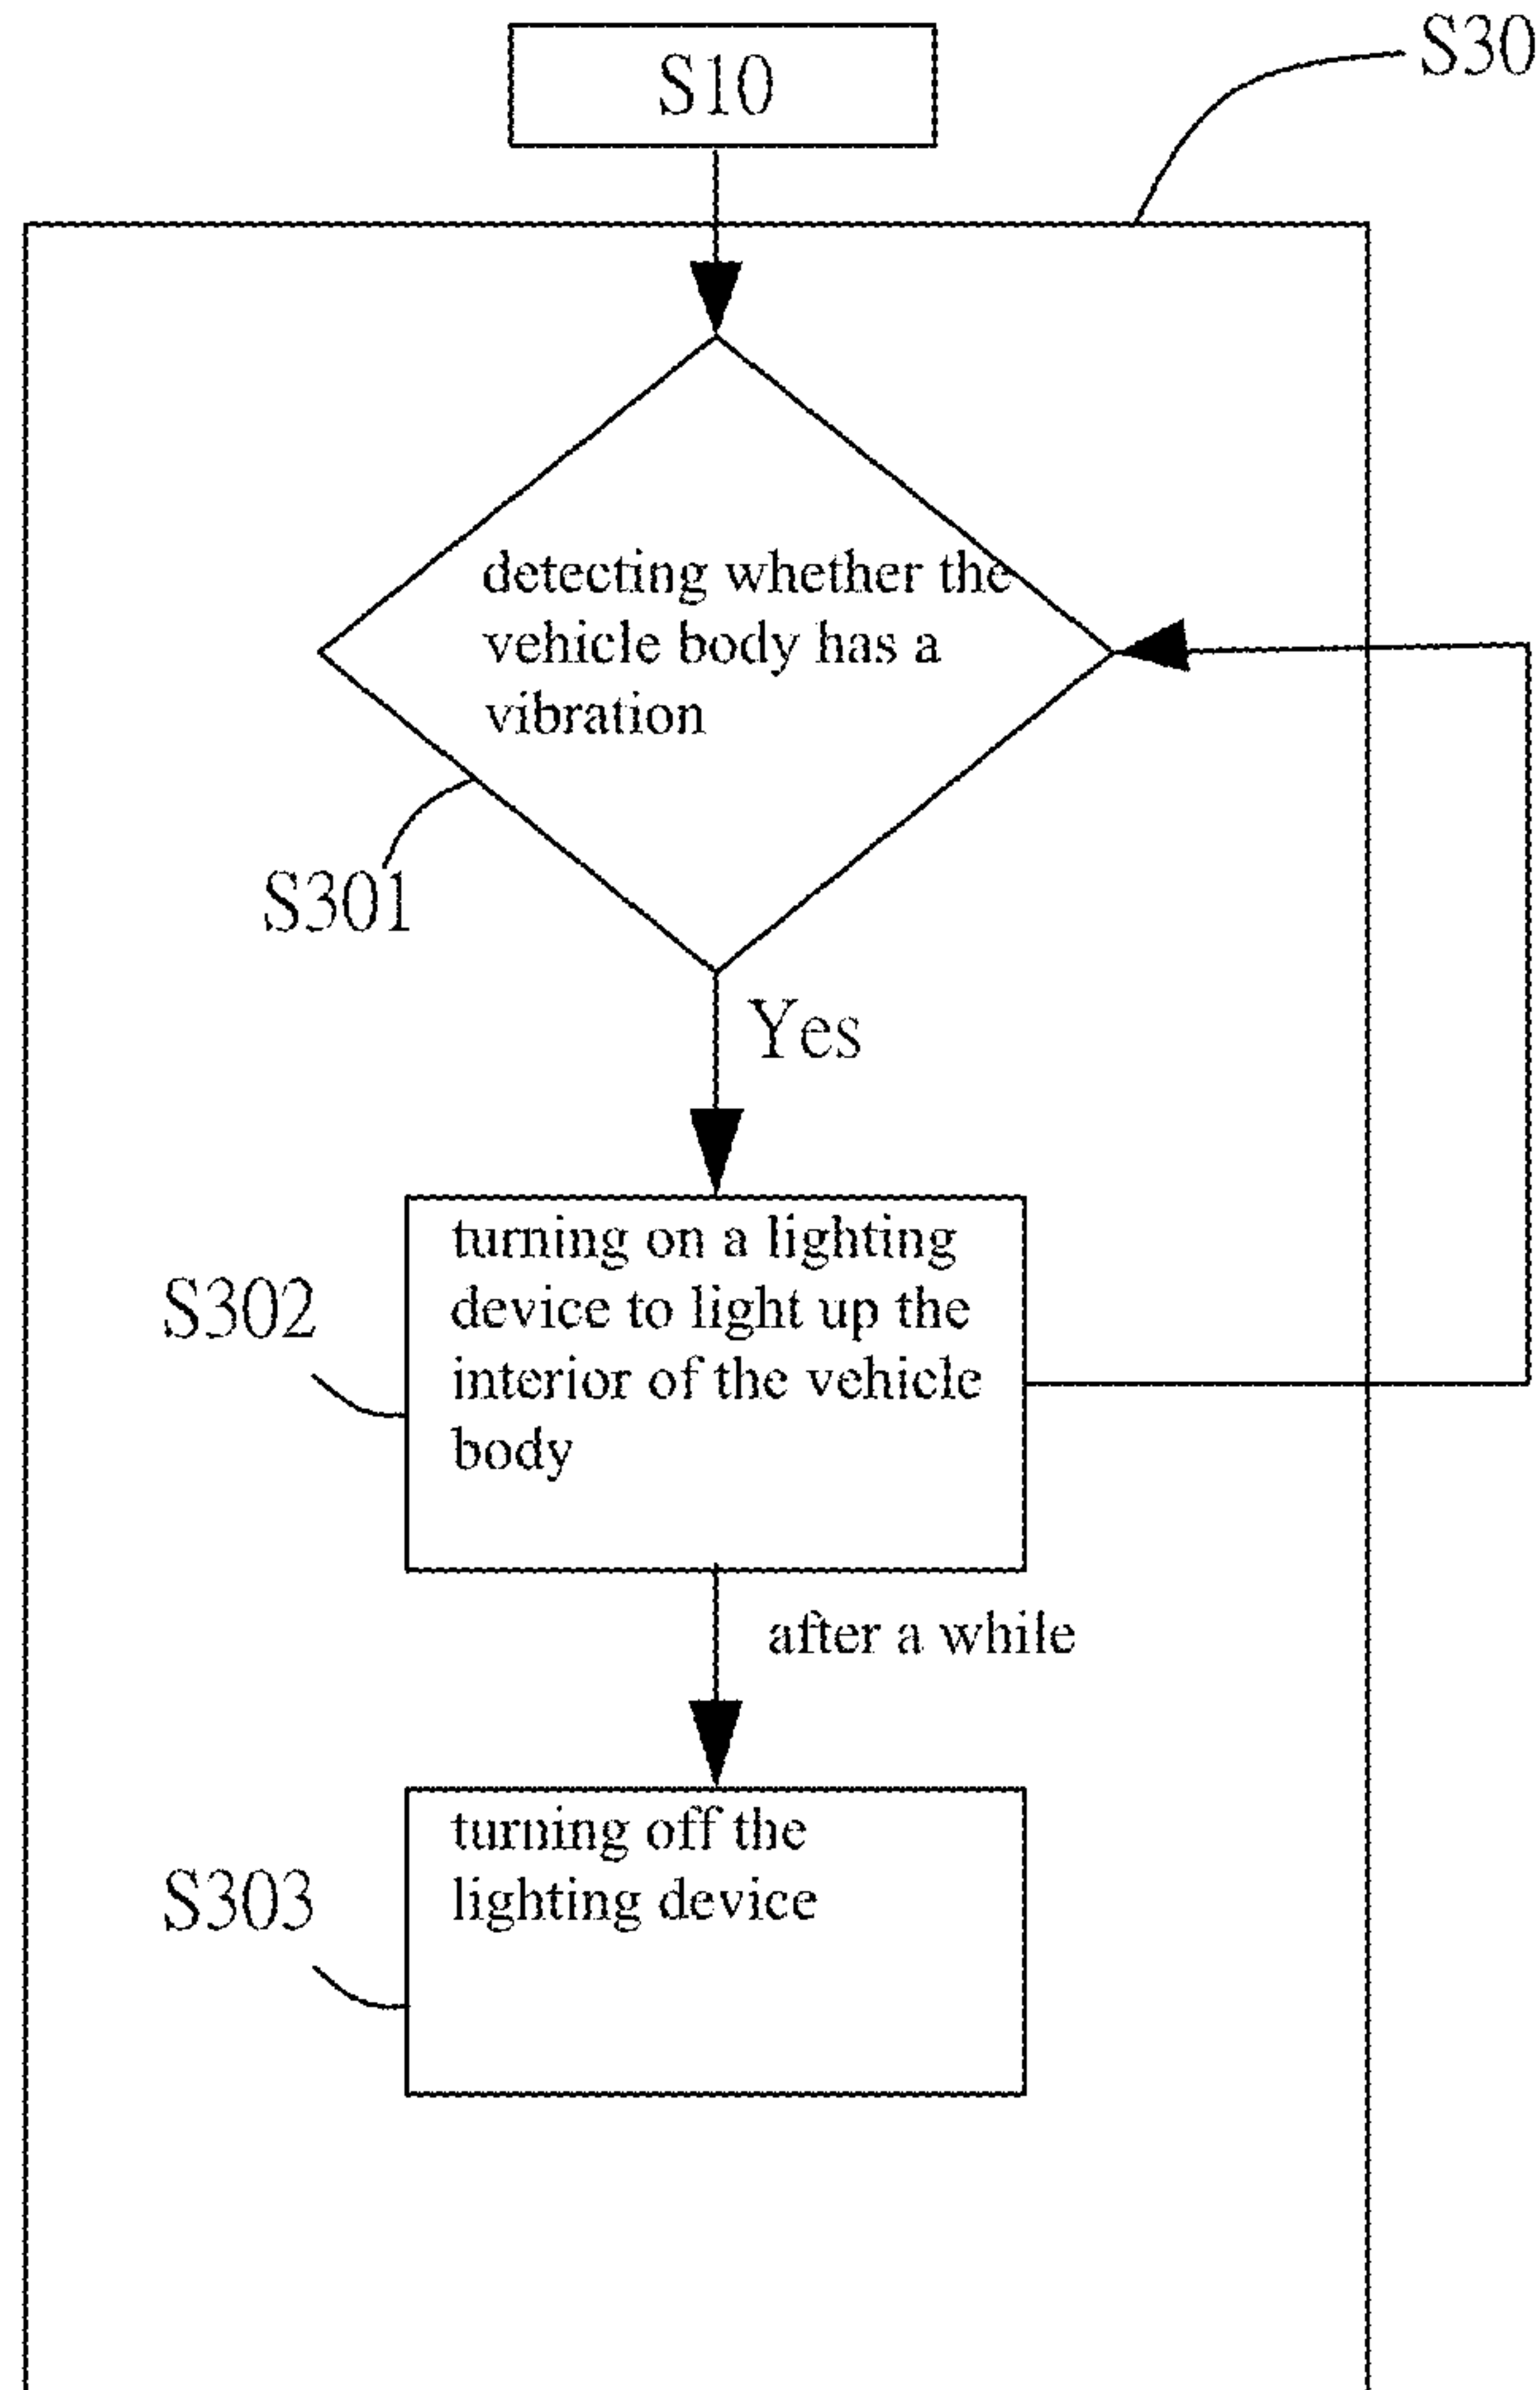 S10
S30
detecting whether the
vehicle body has a
vibration
S301
Yes
turning on a lighting
device to light up the
interior of the vehicle
body
S302
after a while
turning off the
lighting device
S303